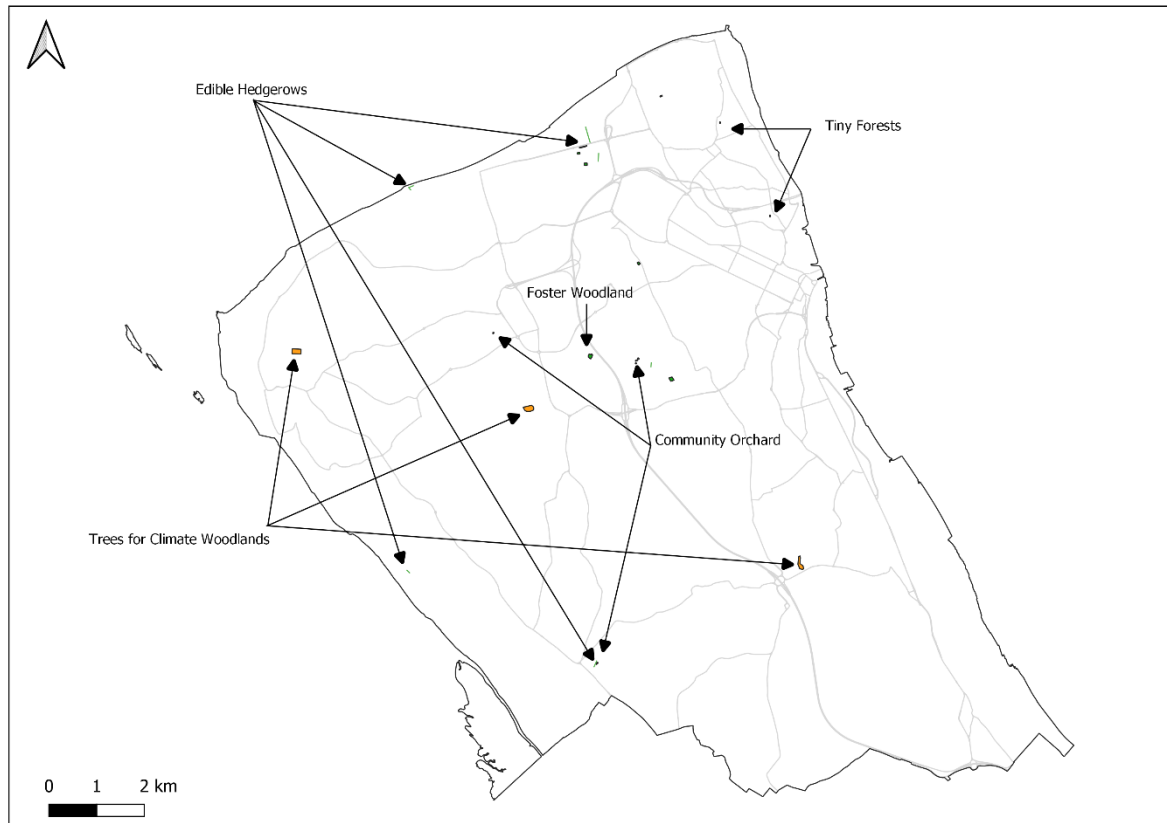 Edible Hedgerows
Tiny Forests
Foster Woodland
Community Orchard
Trees for Climate Woodlands
0 1 2 km